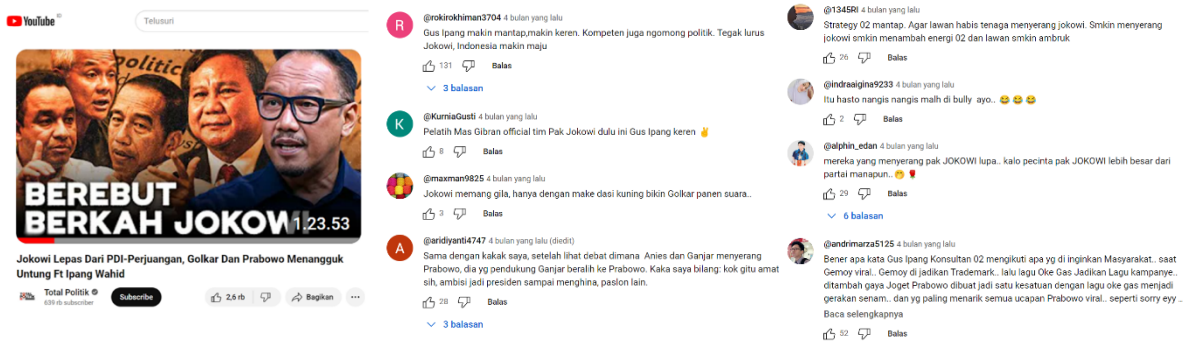 YouTube ID
Telusuri
politic
BEREBUT
BERKAH JOKOWI
1.23.53
Jokowi Lepas Dari PDI-Perjuangan, Golkar Dan Prabowo Menangguk
Untung Ft Ipang Wahid
Total Politik
639 rb subscriber
Subscribe
2,6 rb
Bagikan
R
@rokirokhiman3704 4 bulan yang lalu
Gus Ipang makin mantap,makin keren. Kompeten juga ngomong politik. Tegak lurus
Jokowi, Indonesia makin maju
131 Balas
3 balasan
K
@KurniaGusti 4 bulan yang lalu
Pelatih Mas Gibran official tim Pak Jokowi dulu ini Gus Ipang keren ✌️
8 Balas
@maxman9825 4 bulan yang lalu
Jokowi memang gila, hanya dengan make dasi kuning bikin Golkar panen suara..
3 Balas
A
@aridiyanti4747 4 bulan yang lalu (diedit)
Sama dengan kakak saya, setelah lihat debat dimana Anies dan Ganjar menyerang
Prabowo, dia yg pendukung Ganjar beralih ke Prabowo. Kaka saya bilang: kok gitu amat
sih, ambisi jadi presiden sampai menghina, paslon lain.
28 Balas
3 balasan
@1345RI 4 bulan yang lalu
Strategy 02 mantap. Agar lawan habis tenaga menyerang jokowi. Smkin menyerang
jokowi smkin menambah energi 02 dan lawan smkin ambruk
26 Balas
@indraaigina9233 4 bulan yang lalu
Itu hasto nangis nangis malh di bully ayo.. 😂 😂 😂
2 Balas
@alphin_edan 4 bulan yang lalu
mereka yang menyerang pak JOKOWI lupa.. kalo pecinta pak JOKOWI lebih besar dari
partai manapun..🤭🌹
29 Balas
6 balasan
@andrimarza5125 4 bulan yang lalu
Bener apa kata Gus Ipang Konsultan 02 mengikuti apa yg di inginkan Masyarakat.. saat
Gemoy viral.. Gemoy di jadikan Trademark.. lalu lagu Oke Gas Jadikan Lagu kampanye..
ditambah gaya Joget Prabowo dibuat jadi satu kesatuan dengan lagu oke gas menjadi
gerakan senam.. dan yg paling menarik semua ucapan Prabowo viral.. seperti sorry eyy ..
Baca selengkapnya
52 Balas